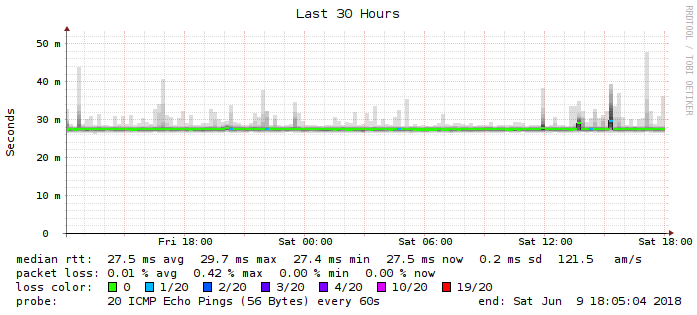 Last 30 Hours
RRDTOOL / TOBI OETIKER
Seconds
50 m
40 m
30 m
20 m
10 m
0
Fri 18:00 Sat 00:00 Sat 06:00 Sat 12:00 Sat 18:00
median rtt: 27.5 ms avg 29.7 ms max 27.4 ms min 27.5 ms now 0.2 ms sd 121.5 am/s
packet loss: 0.01 % avg 0.42 % max 0.00 % min 0.00 % now
loss color: 0 1/20 2/20 3/20 4/20 10/20 19/20
probe: 20 ICMP Echo Pings (56 Bytes) every 60s end: Sat Jun 9 18:05:04 2018